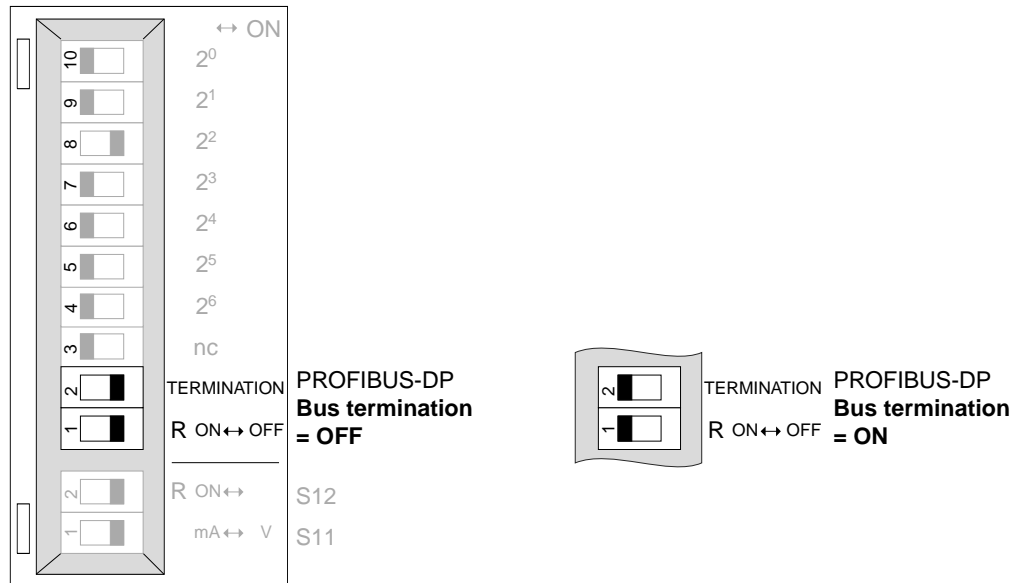 ↔ ON
10 2⁰
9 2¹
8 2²
7 2³
6 2⁴
5 2⁵
4 2⁶
3 nc
2 TERMINATION
1 R ON ↔ OFF
PROFIBUS-DP
Bus termination
= OFF
2 R ON ↔ S12
1 mA ↔ V S11
2 TERMINATION
1 R ON ↔ OFF
PROFIBUS-DP
Bus termination
= ON